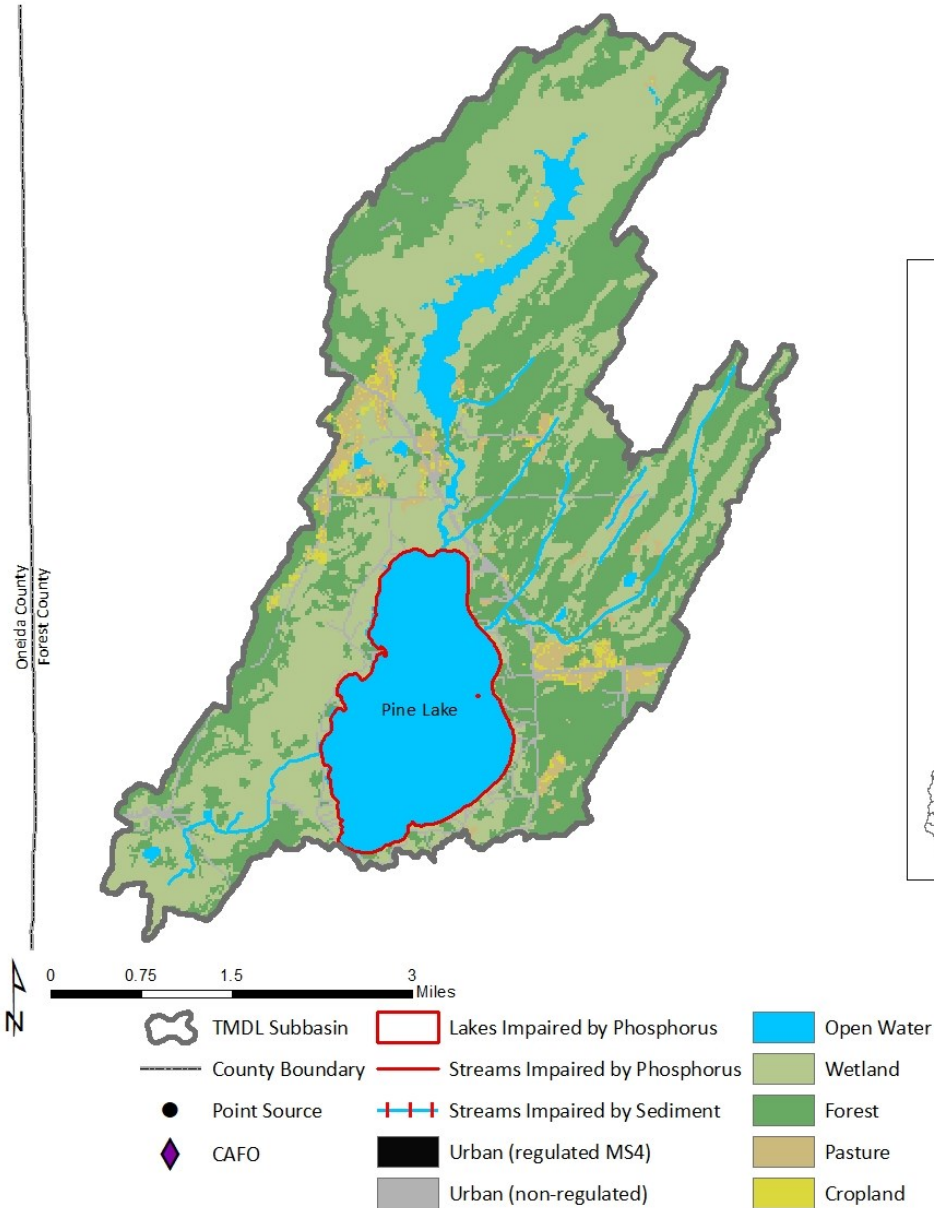 Oneida County
Forest County
Pine Lake
N
0 0.75 1.5 3
Miles
TMDL Subbasin
County Boundary
Point Source
CAFO
Lakes Impaired by Phosphorus
Streams Impaired by Phosphorus
Streams Impaired by Sediment
Urban (regulated MS4)
Urban (non-regulated)
Open Water
Wetland
Forest
Pasture
Cropland